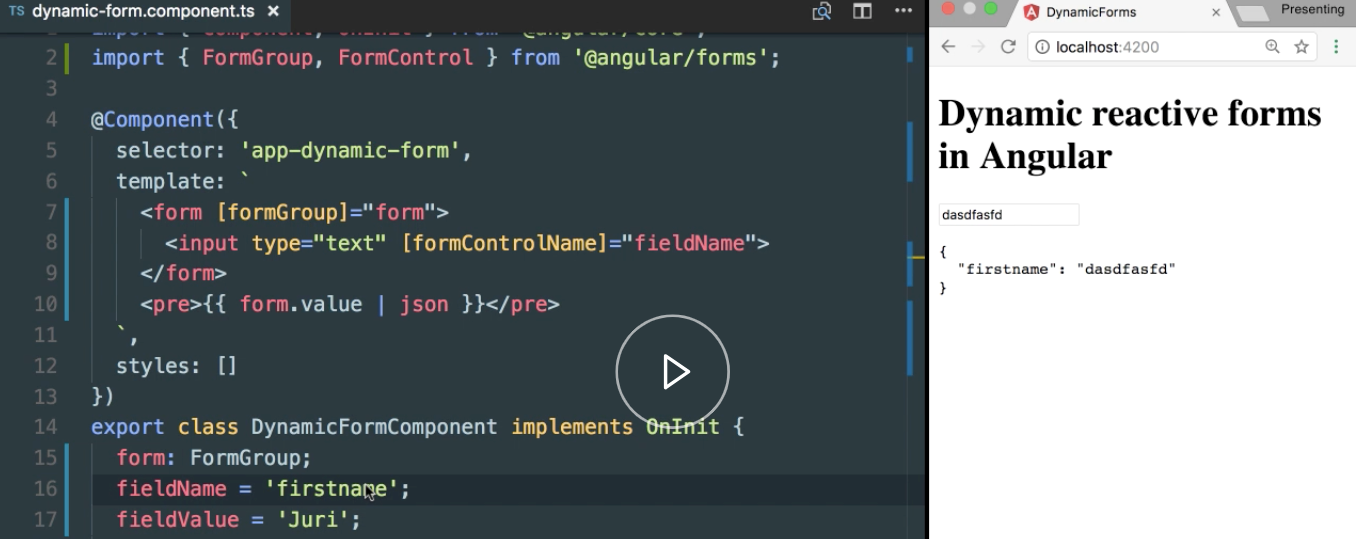 TS dynamic-form.component.ts ×
2 import { FormGroup, FormControl } from '@angular/forms';
3
4 @Component({
5 selector: 'app-dynamic-form',
6 template: `
7 <form [formGroup]="form">
8 <input type="text" [formControlName]="fieldName">
9 </form>
10 <pre>{{ form.value | json }}</pre>
11 `,
12 styles: []
13 })
14 export class DynamicFormComponent implements OnInit {
15 form: FormGroup;
16 fieldName = 'firstname';
17 fieldValue = 'Juri';
DynamicForms ×
Presenting
localhost:4200
Dynamic reactive forms
in Angular
dasdfasfd
{
"firstname": "dasdfasfd"
}